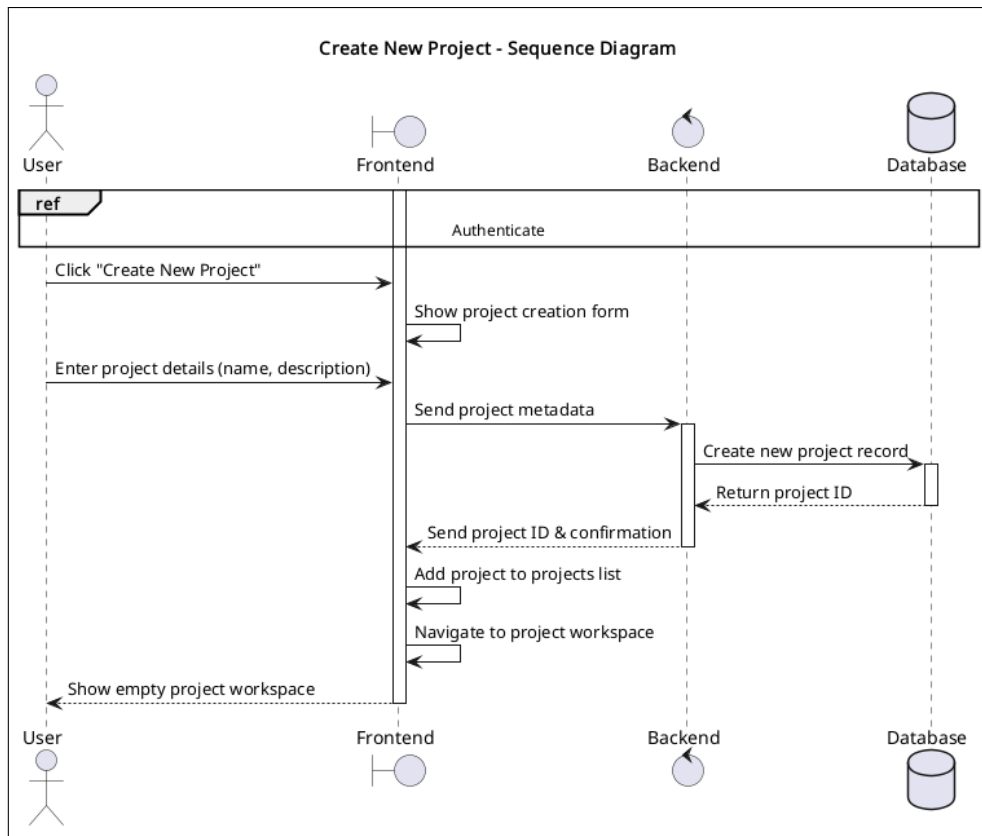 Create New Project - Sequence Diagram
User
Frontend
Backend
Database
ref
Authenticate
Click "Create New Project"
Show project creation form
Enter project details (name, description)
Send project metadata
Create new project record
Return project ID
Send project ID & confirmation
Add project to projects list
Navigate to project workspace
Show empty project workspace
User
Frontend
Backend
Database